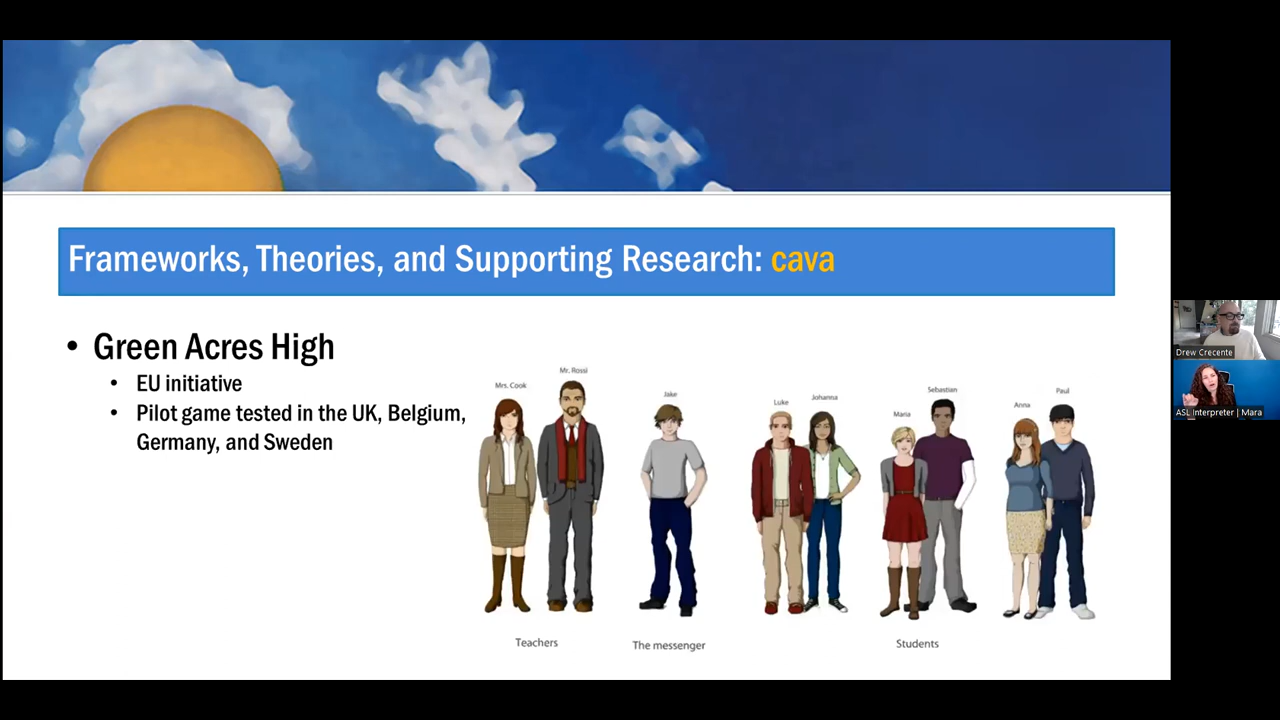 Frameworks, Theories, and Supporting Research: cava
• Green Acres High
• EU initiative
• Pilot game tested in the UK, Belgium,
Germany, and Sweden
Mrs. Cook
Mr. Rossi
Jake
Luke
Johanna
Maria
Sebastian
Anna
Paul
Teachers
The messenger
Students
Drew Crecente
ASL Interpreter | Mara